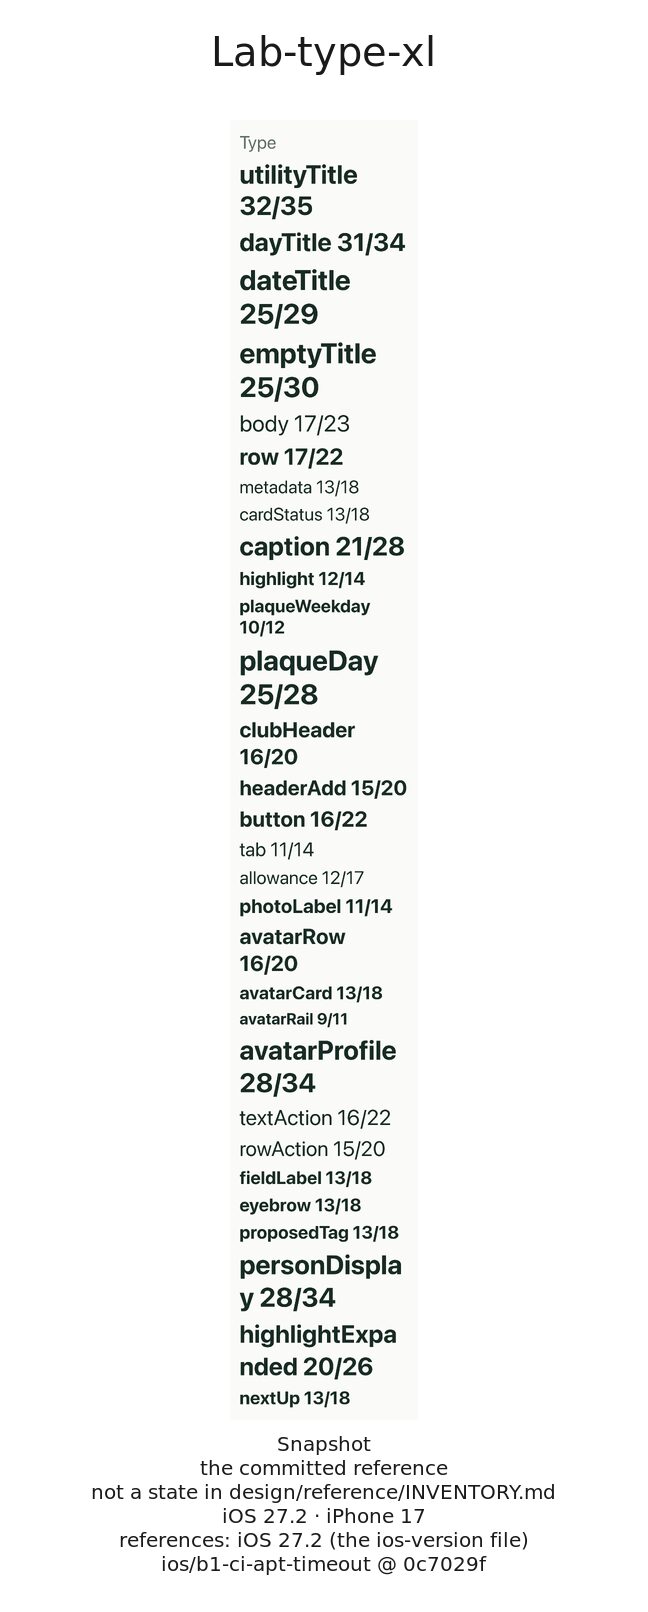 Lab-type-xl
Type
utilityTitle
32/35
dayTitle 31/34
dateTitle
25/29
emptyTitle
25/30
body 17/23
row 17/22
metadata 13/18
cardStatus 13/18
caption 21/28
highlight 12/14
plaqueWeekday
10/12
plaqueDay
25/28
clubHeader
16/20
headerAdd 15/20
button 16/22
tab 11/14
allowance 12/17
photoLabel 11/14
avatarRow
16/20
avatarCard 13/18
avatarRail 9/11
avatarProfile
28/34
textAction 16/22
rowAction 15/20
fieldLabel 13/18
eyebrow 13/18
proposedTag 13/18
personDispla
y 28/34
highlightExpa
nded 20/26
nextUp 13/18
Snapshot
the committed reference
not a state in design/reference/INVENTORY.md
iOS 27.2 · iPhone 17
references: iOS 27.2 (the ios-version file)
ios/b1-ci-apt-timeout @ 0c7029f